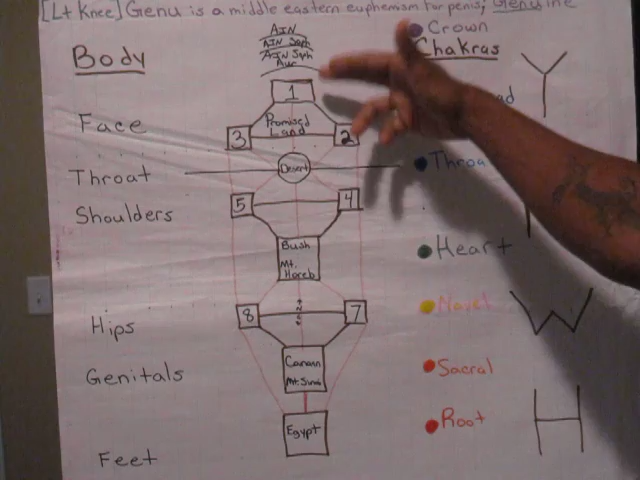 [Lt Knee] Genu is a middle eastern euphemism for penis; Genuine
Body
AIN
AIN Soph
AIN Soph
Aur
Crown
Chakras
1
Promised
Land
3
2
Face
Throat
Desert
Throa
Shoulders
5
4
Bush
Mt.
Horeb
Heart
Navel
8
7
Hips
Canaan
Mt. Sinai
Genitals
Sacral
Egypt
Root
Feet
Y
W
H